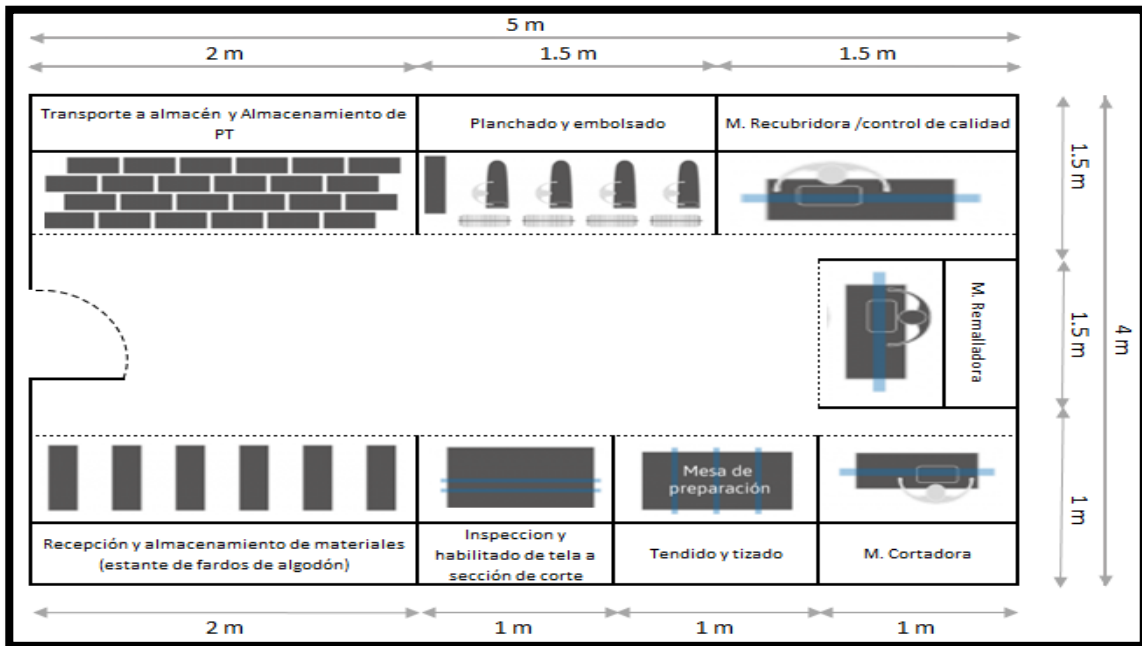 5 m
2 m
1.5 m
1.5 m
Transporte a almacén y Almacenamiento de
PT
Planchado y embolsado
M. Recubridora /control de calidad
1.5 m
M. Remalladora
1.5 m
4 m
Mesa de
preparación
1 m
Recepción y almacenamiento de materiales
(estante de fardos de algodón)
Inspeccion y
habilitado de tela a
sección de corte
Tendido y tizado
M. Cortadora
2 m
1 m
1 m
1 m